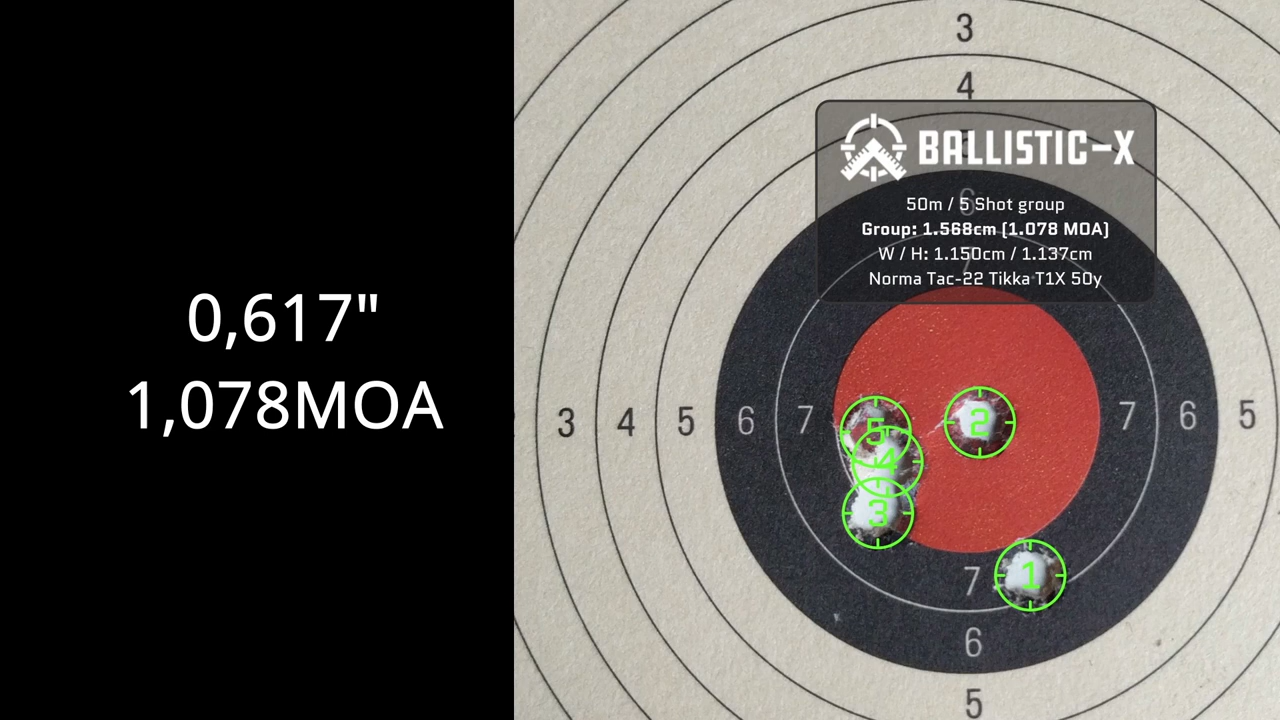 0,617"
1,078MOA
3
4
BALLISTIC-X
6
50m / 5 Shot group
Group: 1.568cm (1.078 MOA)
W / H: 1.150cm / 1.137cm
Norma Tac-22 Tikka T1X 50y
3 4 5 6 7 5 2 7 6 5
4
3
7 1
6
5